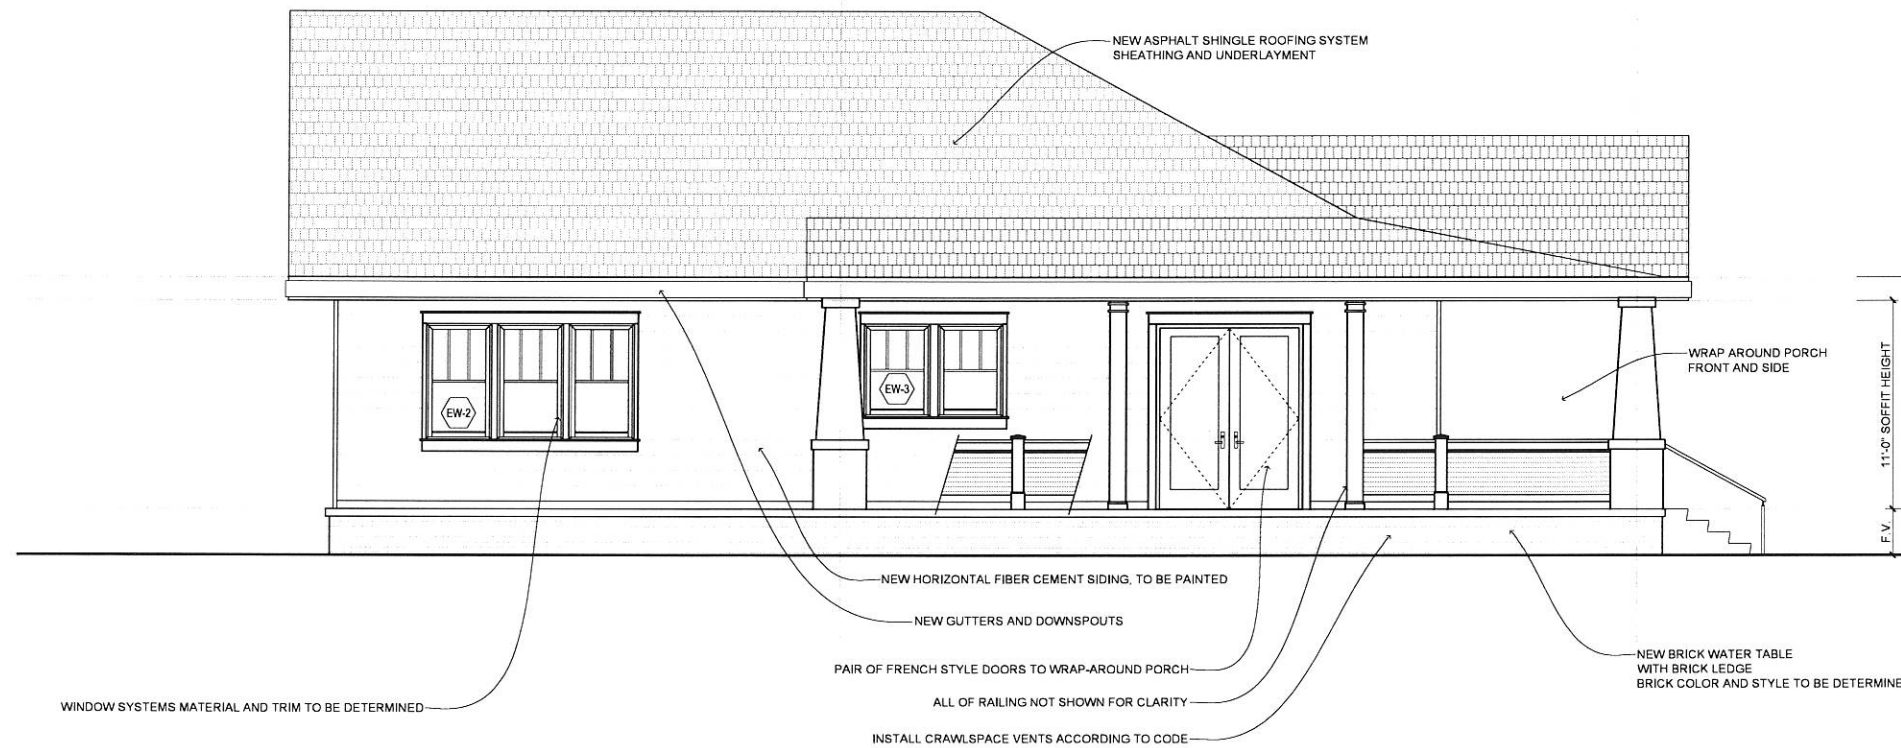 NEW ASPHALT SHINGLE ROOFING SYSTEM
SHEATHING AND UNDERLAYMENT
WRAP AROUND PORCH
FRONT AND SIDE
11'-0" SOFFIT HEIGHT
F.V.
EW-2
EW-3
NEW HORIZONTAL FIBER CEMENT SIDING, TO BE PAINTED
NEW GUTTERS AND DOWNSPOUTS
PAIR OF FRENCH STYLE DOORS TO WRAP-AROUND PORCH
ALL OF RAILING NOT SHOWN FOR CLARITY
INSTALL CRAWLSPACE VENTS ACCORDING TO CODE
WINDOW SYSTEMS MATERIAL AND TRIM TO BE DETERMINED
NEW BRICK WATER TABLE
WITH BRICK LEDGE
BRICK COLOR AND STYLE TO BE DETERMINE